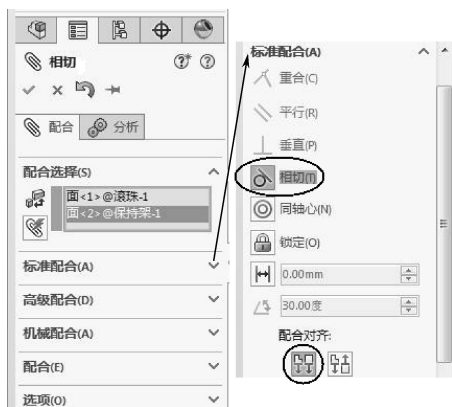 相切
配合 分析
配合选择(S)
面<1>@滚珠-1
面<2>@保持架-1
标准配合(A)
高级配合(D)
机械配合(A)
配合(E)
选项(O)
标准配合(A)
重合(C)
平行(R)
垂直(P)
相切(T)
同轴心(N)
锁定(O)
0.00mm
30.00度
配合对齐: